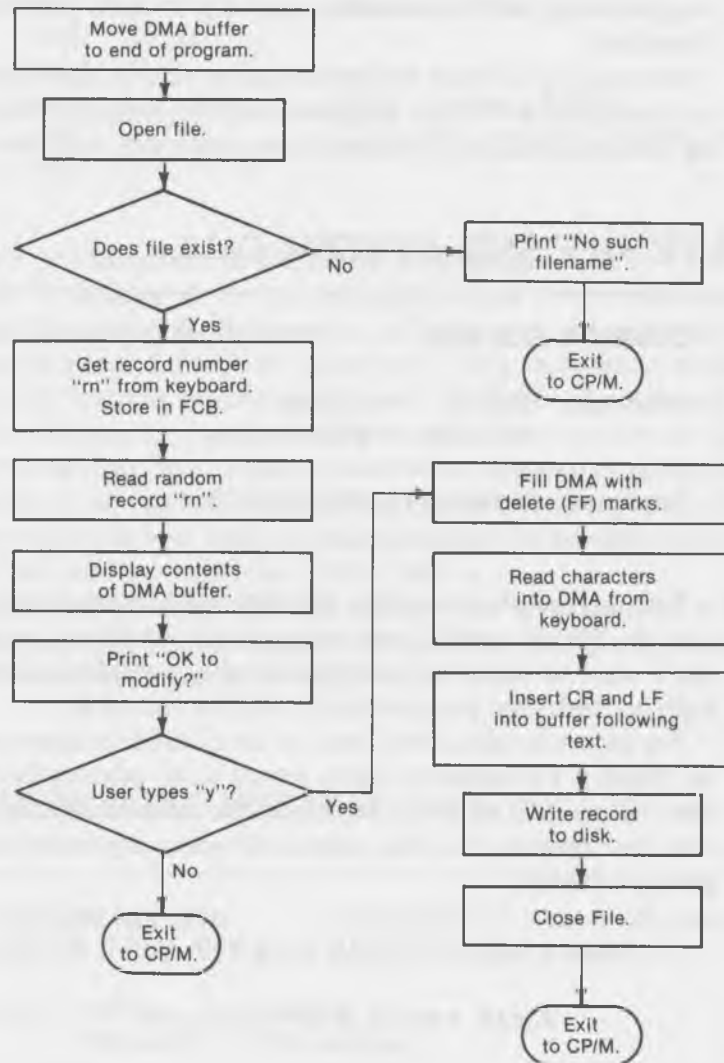 Move DMA buffer
to end of program.
Open file.
Does file exist?
No
Print "No such
filename".
Exit
to CP/M.
Yes
Get record number
"rn" from keyboard.
Store in FCB.
Read random
record "rn".
Display contents
of DMA buffer.
Print "OK to
modify?"
User types "y"?
No
Exit
to CP/M.
Yes
Fill DMA with
delete (FF) marks.
Read characters
into DMA from
keyboard.
Insert CR and LF
into buffer following
text.
Write record
to disk.
Close File.
Exit
to CP/M.